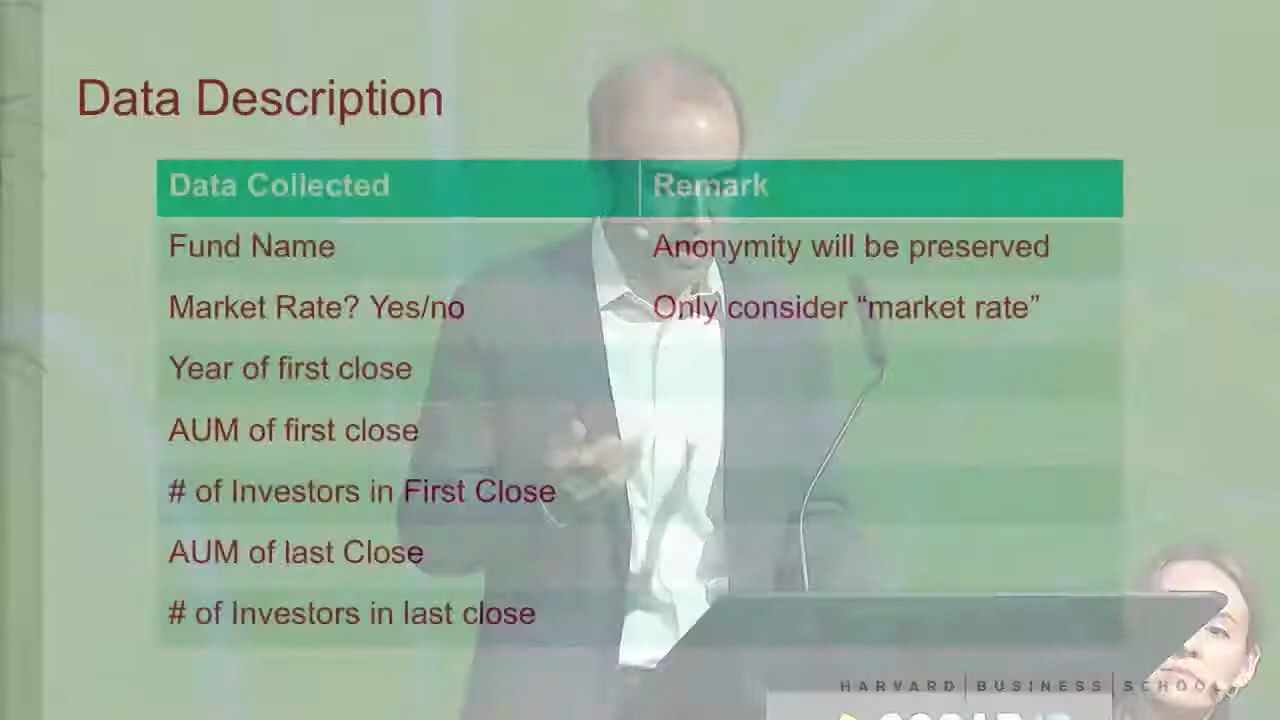 Data Description
Data Collected Remark
Fund Name Anonymity will be preserved
Market Rate? Yes/no Only consider “market rate”
Year of first close
AUM of first close
# of Investors in First Close
AUM of last Close
# of Investors in last close
HARVARD | BUSINESS | SCHOOL